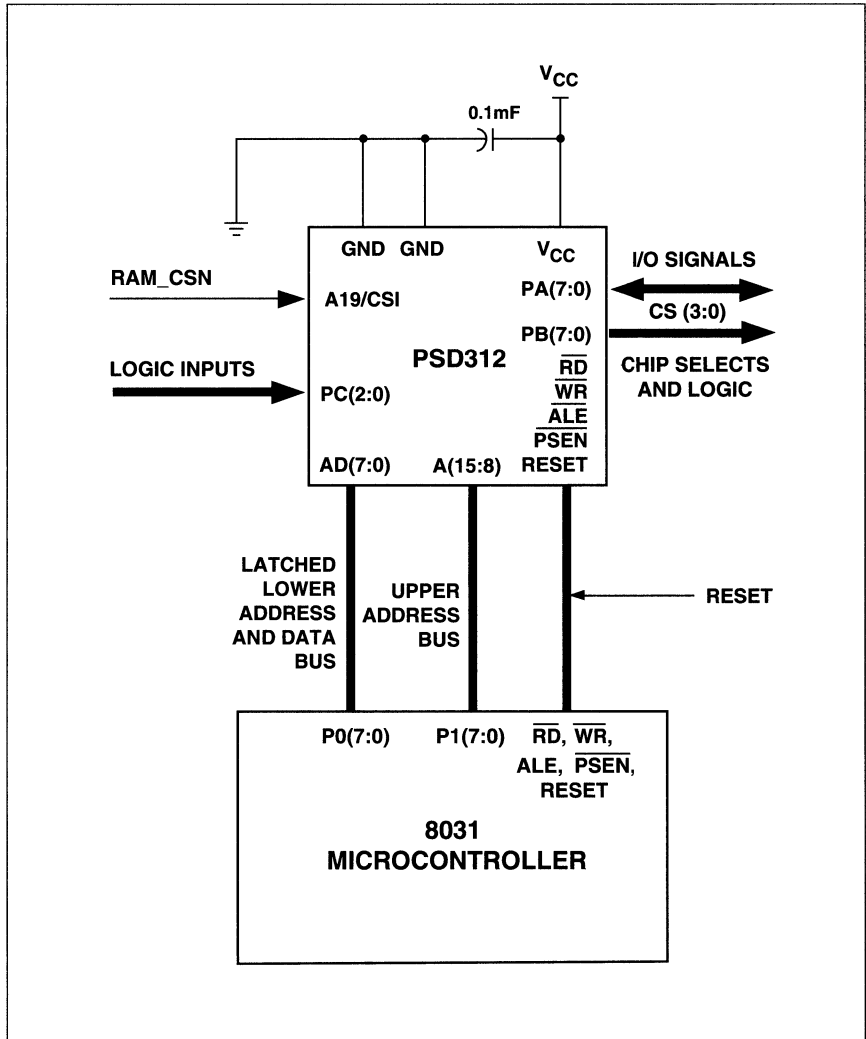 VCC
0.1mF
GND GND VCC
RAM_CSN
A19/CSI
PA(7:0)
I/O SIGNALS
CS (3:0)
PB(7:0)
PSD312
RD
CHIP SELECTS
AND LOGIC
LOGIC INPUTS
PC(2:0)
WR
ALE
PSEN
AD(7:0) A(15:8) RESET
LATCHED
LOWER
ADDRESS
AND DATA
BUS
UPPER
ADDRESS
BUS
RESET
P0(7:0) P1(7:0) RD, WR,
ALE, PSEN,
RESET
8031
MICROCONTROLLER